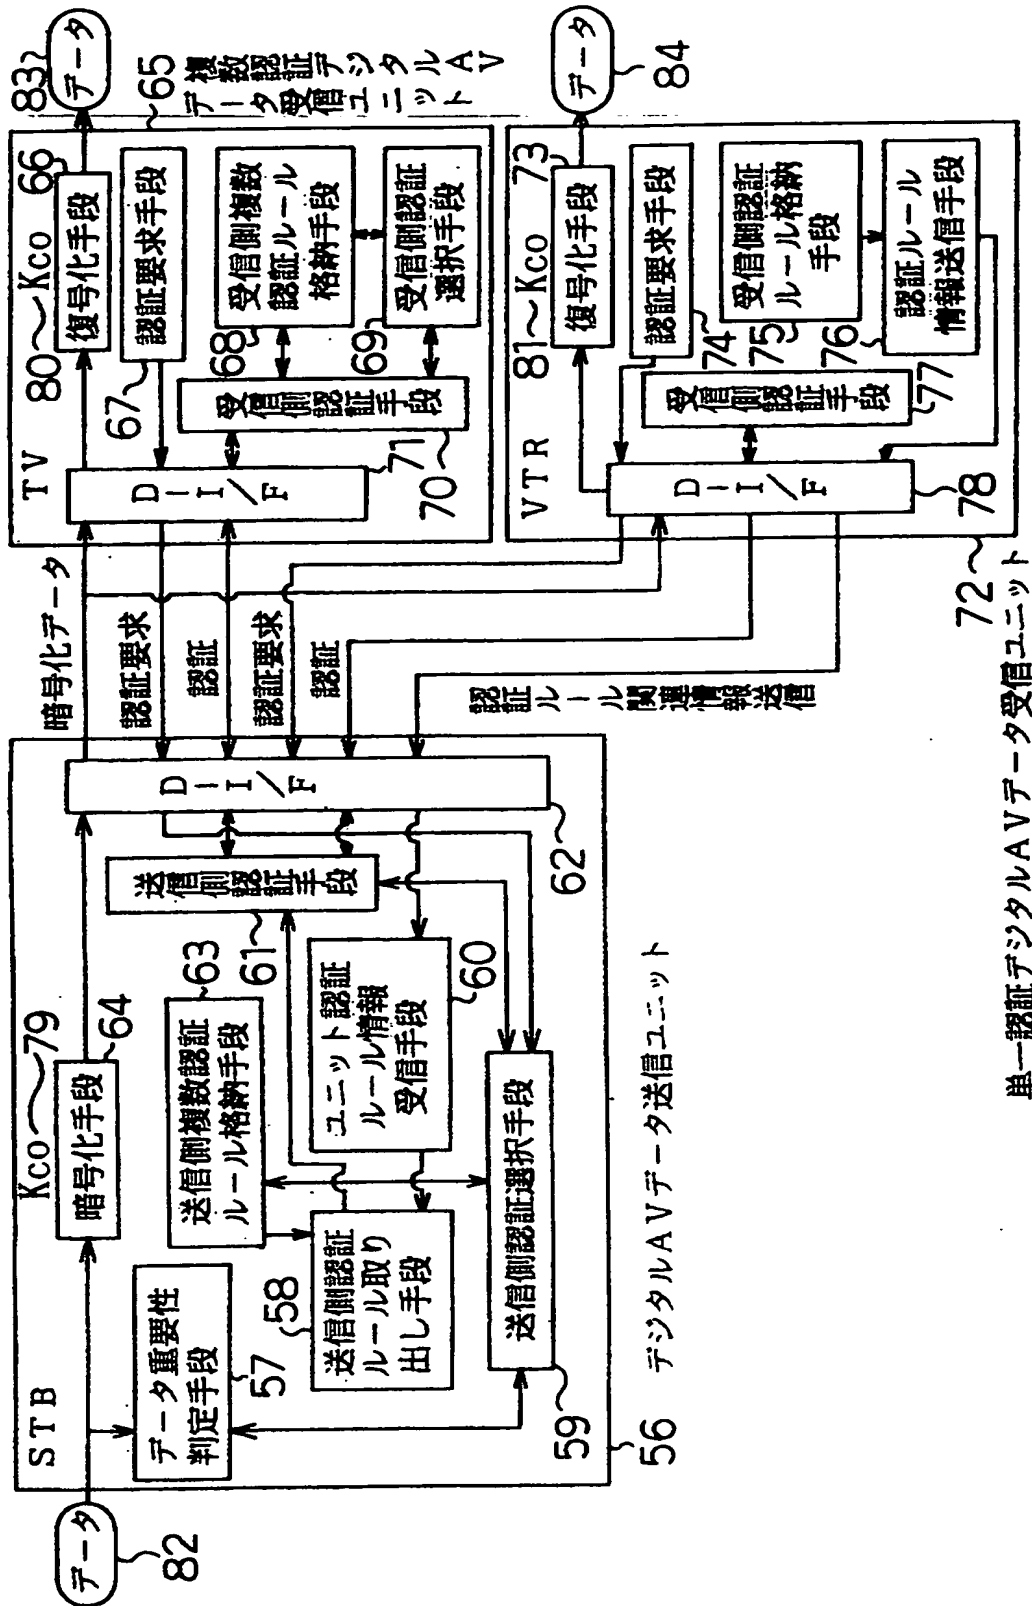 データ
82
STB
データ重要性
判定手段
57
Kco
79
暗号化手段
64
送信側複数認証
ルール格納手段
63
送信側認証
ルール取り
出し手段
58
ユニット認証
ルール情報
受信手段
60
送信側認証手段
61
送信側認証選択手段
59
D-I/F
62
56
デジタルAVデータ送信ユニット
暗号化データ
認証要求
認証
認証要求
認証
認証ルール関連情報送信
TV
80
Kco
66
復号化手段
認証要求手段
67
受信側複数
認証ルール
格納手段
68
受信側認証
選択手段
69
受信側認証手段
70
D-I/F
71
データ
83
65
複数認証デジタルAV
データ受信ユニット
VTR
81
Kco
73
復号化手段
認証要求手段
74
受信側認証
ルール格納
手段
75
認証ルール
情報送信手段
76
受信側認証手段
77
D-I/F
78
データ
84
72
単一認証デジタルAVデータ受信ユニット